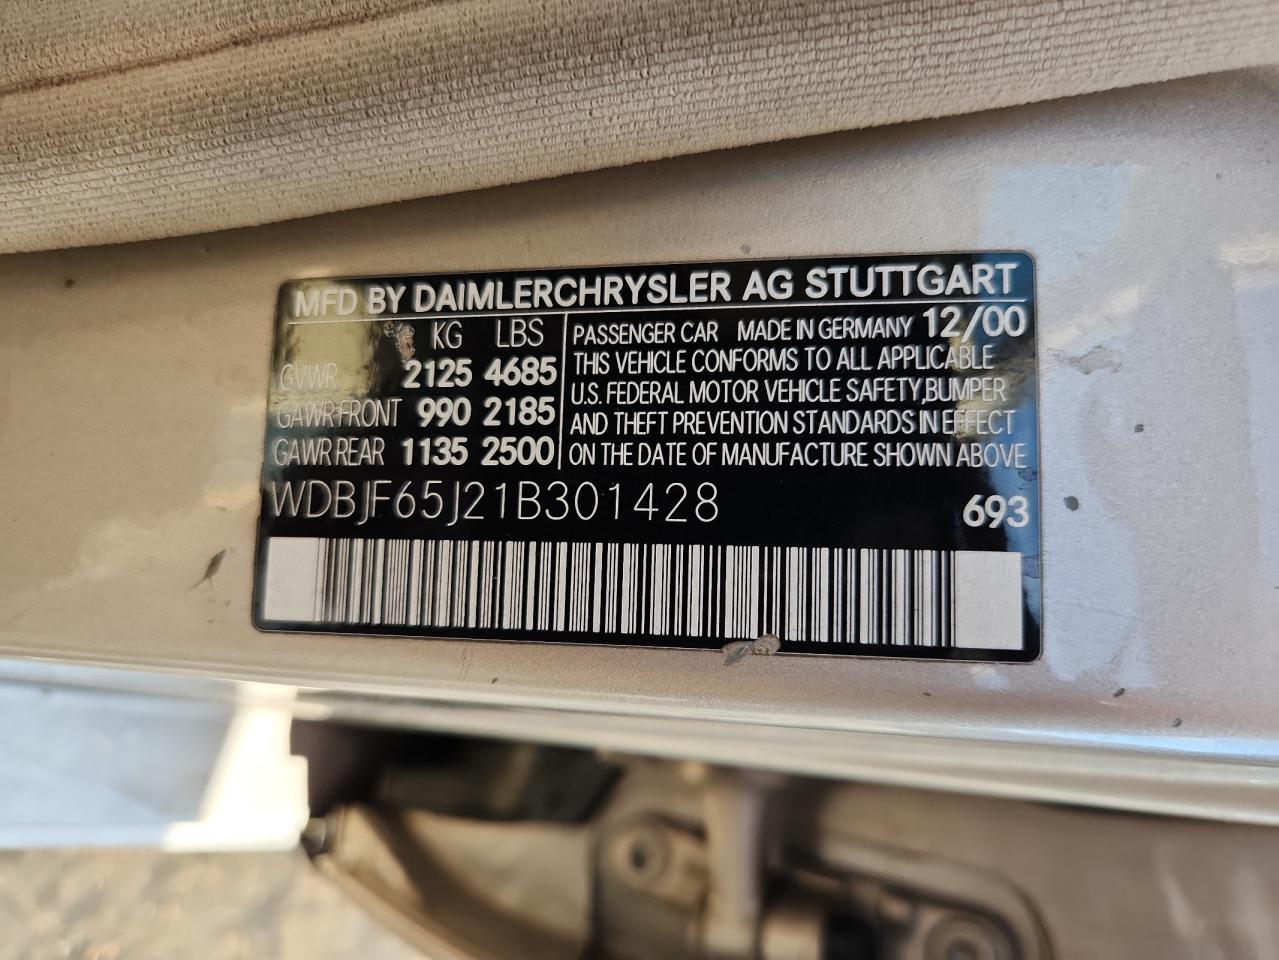 MFD BY DAIMLERCHRYSLER AG STUTTGART
KG LBS
GVWR 2125 4685
GAWR FRONT 990 2185
GAWR REAR 1135 2500
PASSENGER CAR MADE IN GERMANY 12/00
THIS VEHICLE CONFORMS TO ALL APPLICABLE
U.S. FEDERAL MOTOR VEHICLE SAFETY, BUMPER
AND THEFT PREVENTION STANDARDS IN EFFECT
ON THE DATE OF MANUFACTURE SHOWN ABOVE
WDBJF65J21B301428 693